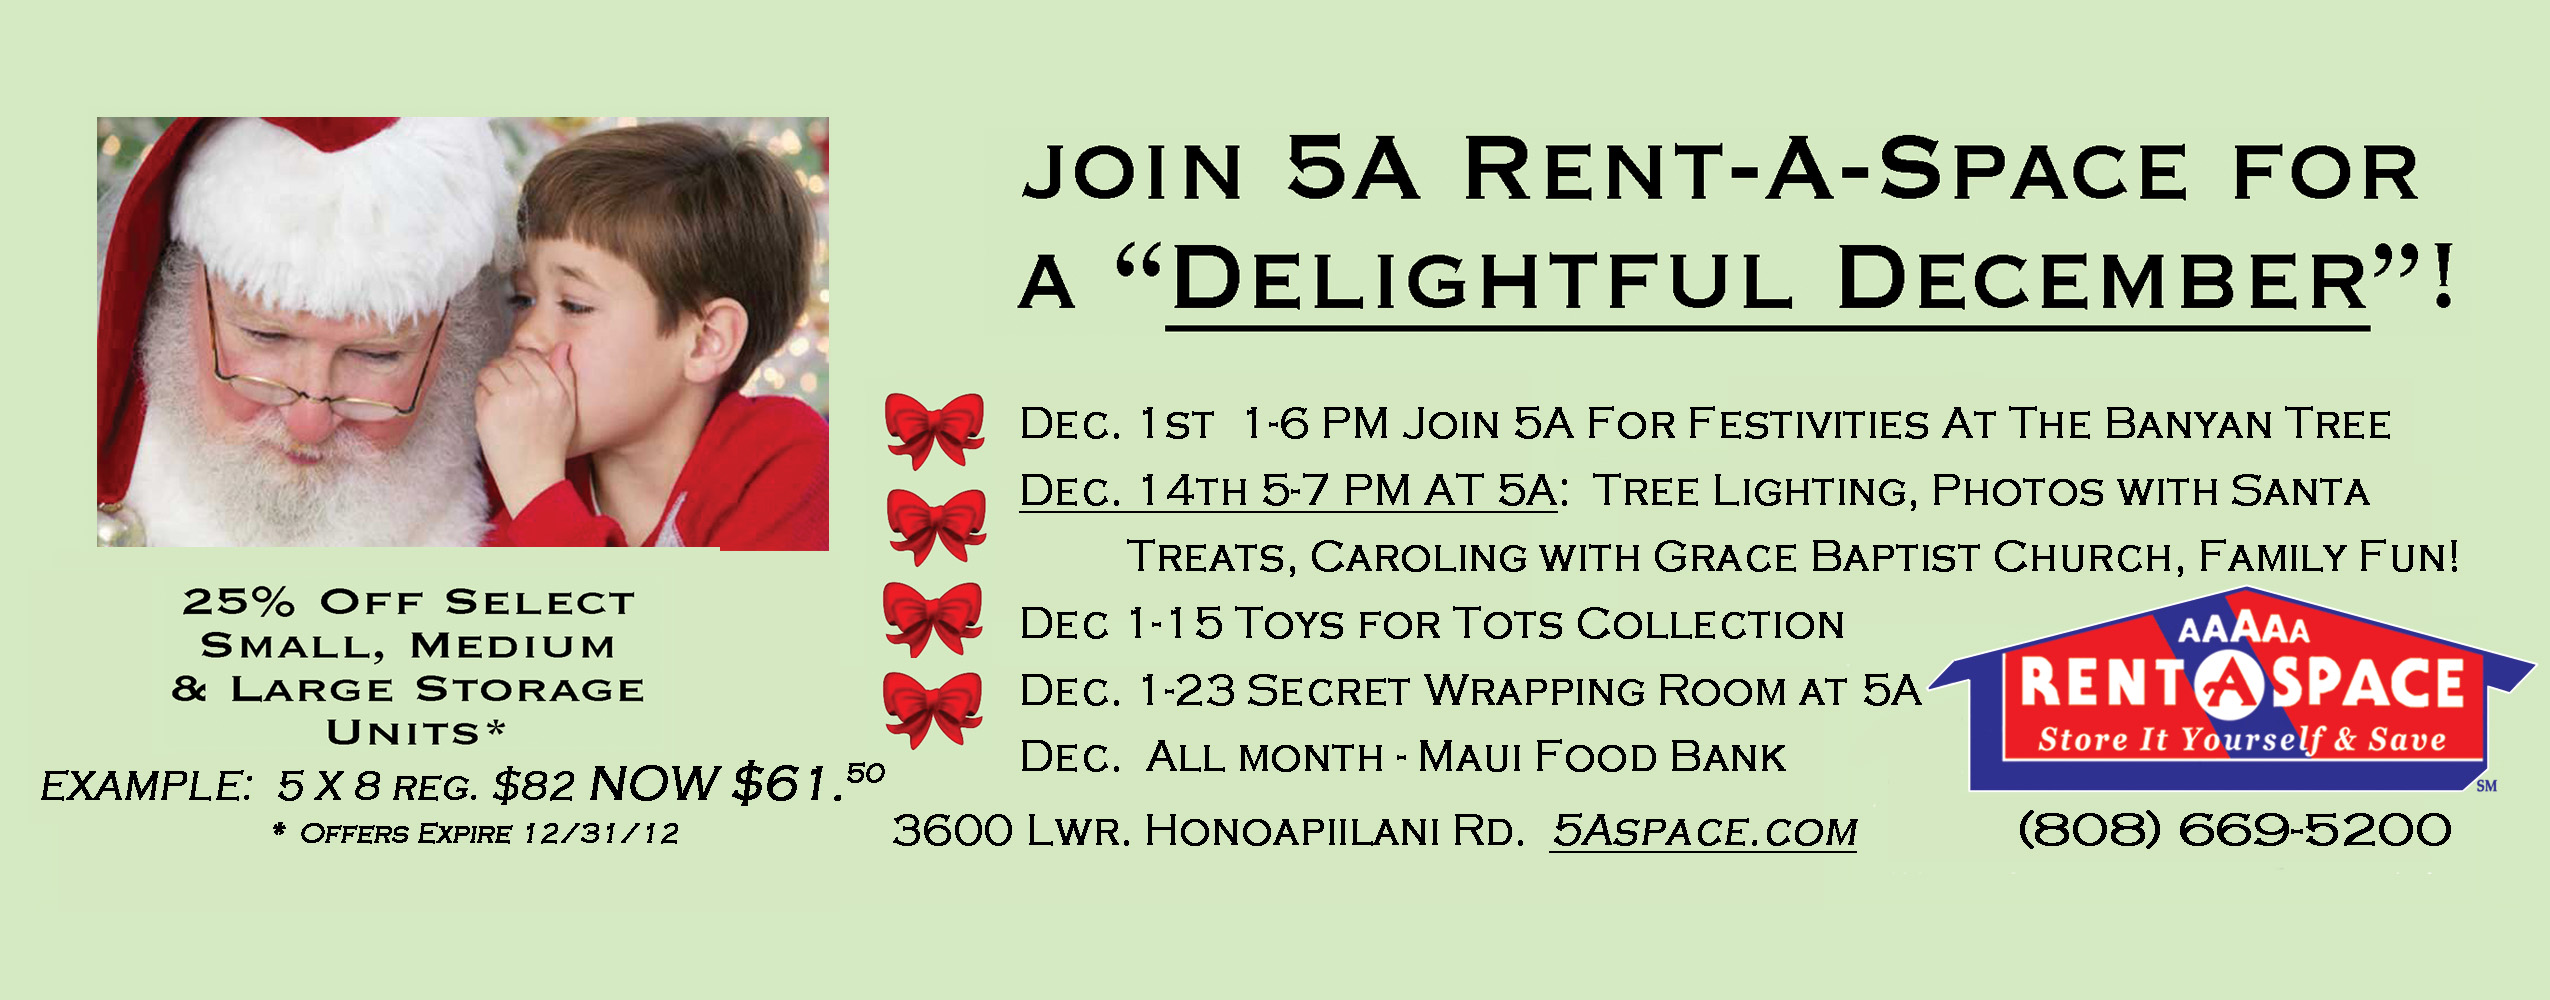 JOIN 5A RENT-A-SPACE FOR
A “DELIGHTFUL DECEMBER”!
DEC. 1ST 1-6 PM JOIN 5A FOR FESTIVITIES AT THE BANYAN TREE
DEC. 14TH 5-7 PM AT 5A: TREE LIGHTING, PHOTOS WITH SANTA
TREATS, CAROLING WITH GRACE BAPTIST CHURCH, FAMILY FUN!
DEC 1-15 TOYS FOR TOTS COLLECTION
DEC. 1-23 SECRET WRAPPING ROOM AT 5A
DEC. ALL MONTH - MAUI FOOD BANK
25% OFF SELECT
SMALL, MEDIUM
& LARGE STORAGE
UNITS*
EXAMPLE: 5 X 8 REG. $82 NOW $61.50
* OFFERS EXPIRE 12/31/12
3600 LWR. HONOAPIILANI RD. 5ASPACE.COM
AAAAA
RENT A SPACE
Store It Yourself & Save
SM
(808) 669-5200